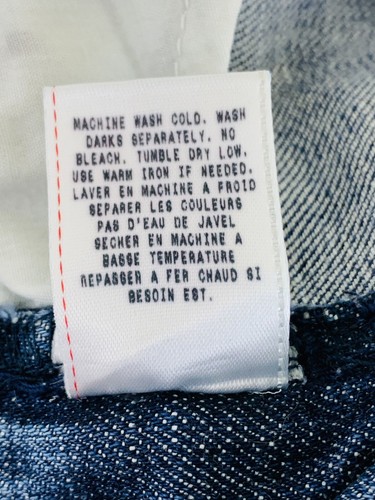 MACHINE WASH COLD. WASH
DARKS SEPARATELY. NO
BLEACH. TUMBLE DRY LOW.
USE WARM IRON IF NEEDED.
LAVER EN MACHINE A FROID
SEPARER LES COULEURS
PAS D'EAU DE JAVEL
SECHER EN MACHINE A
BASSE TEMPERATURE
REPASSER A FER CHAUD SI
BESOIN EST.